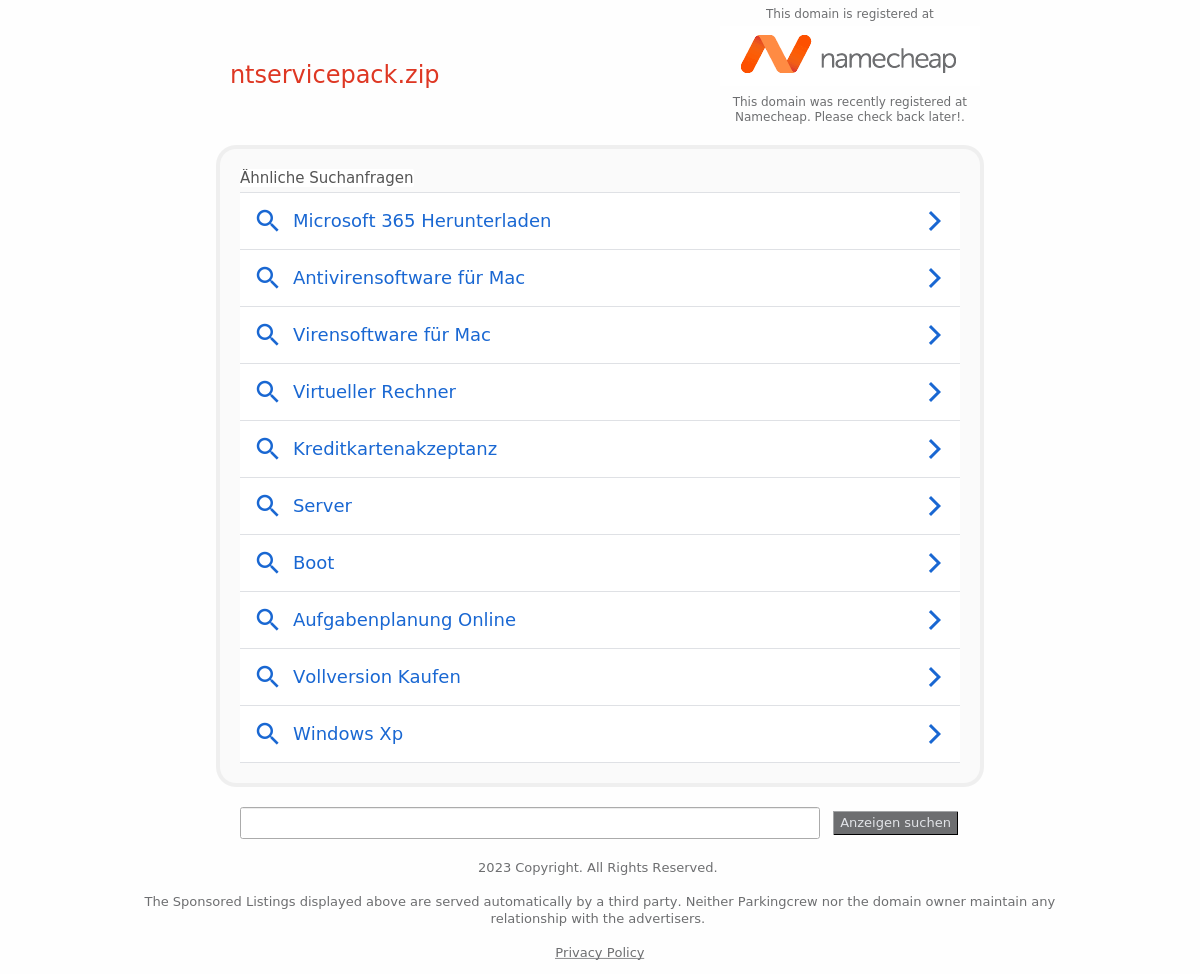 This domain is registered at
namecheap
ntservicepack.zip
This domain was recently registered at
Namecheap. Please check back later!.
Ähnliche Suchanfragen
Microsoft 365 Herunterladen
Antivirensoftware für Mac
Virensoftware für Mac
Virtueller Rechner
Kreditkartenakzeptanz
Server
Boot
Aufgabenplanung Online
Vollversion Kaufen
Windows Xp
Anzeigen suchen
2023 Copyright. All Rights Reserved.
The Sponsored Listings displayed above are served automatically by a third party. Neither Parkingcrew nor the domain owner maintain any
relationship with the advertisers.
Privacy Policy